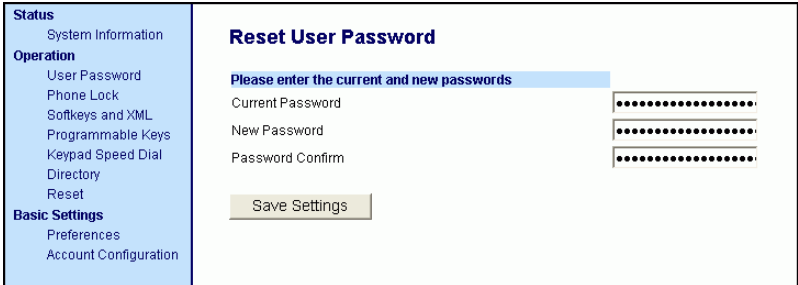 Status
System Information
Operation
User Password
Phone Lock
Softkeys and XML
Programmable Keys
Keypad Speed Dial
Directory
Reset
Basic Settings
Preferences
Account Configuration
Reset User Password
Please enter the current and new passwords
Current Password ●●●●●●●●●●●●●●●●●●●
New Password ●●●●●●●●●●●●●●●●●●●
Password Confirm ●●●●●●●●●●●●●●●●●●●
Save Settings